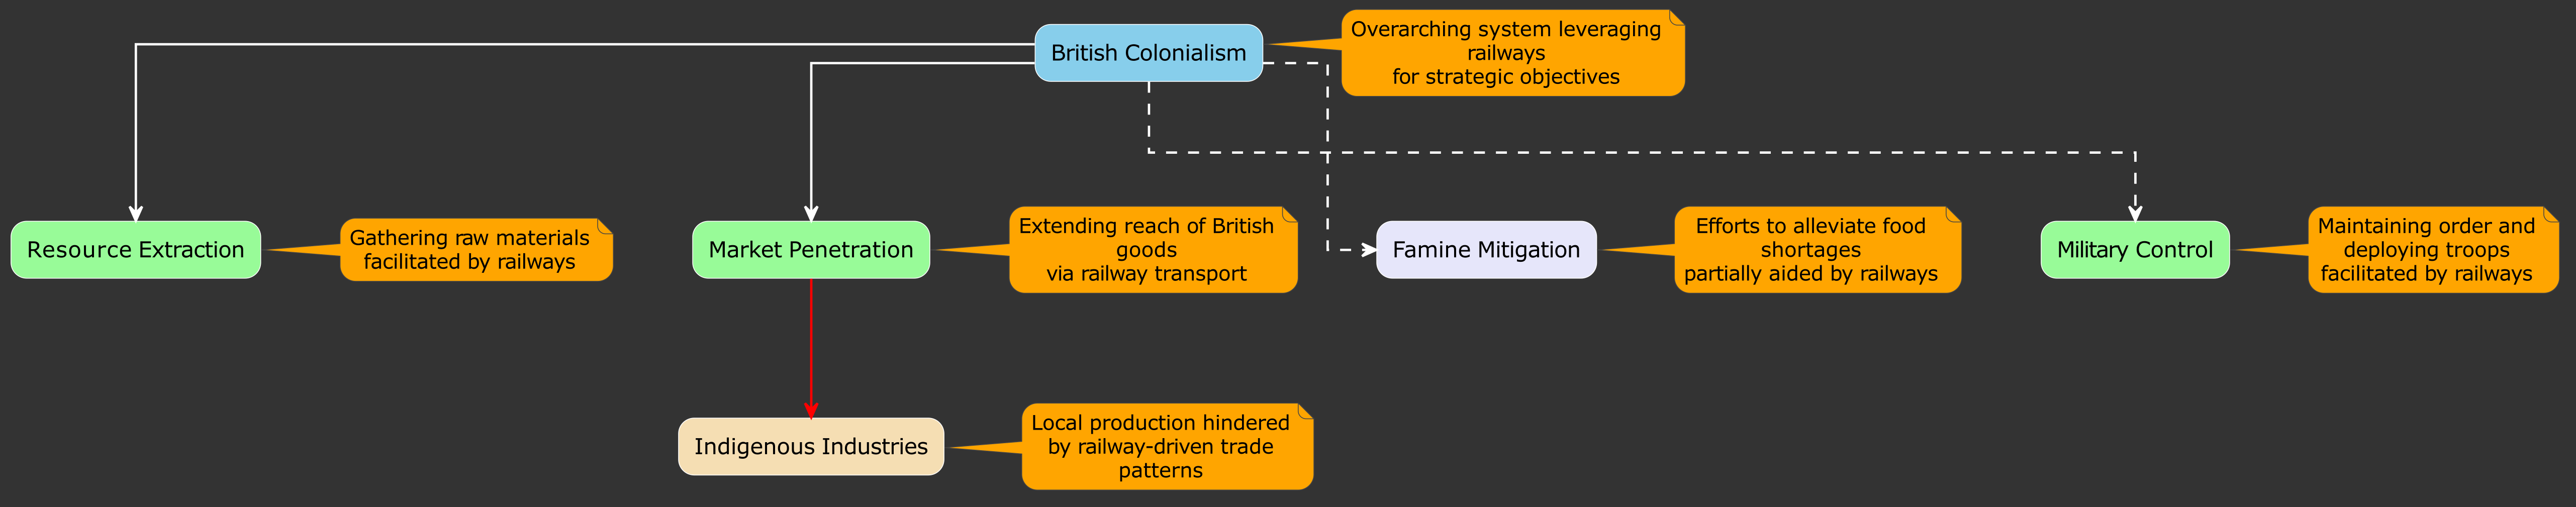 British Colonialism
Overarching system leveraging
railways
for strategic objectives
Resource Extraction
Gathering raw materials
facilitated by railways
Market Penetration
Extending reach of British
goods
via railway transport
Famine Mitigation
Efforts to alleviate food
shortages
partially aided by railways
Military Control
Maintaining order and
deploying troops
facilitated by railways
Indigenous Industries
Local production hindered
by railway-driven trade
patterns